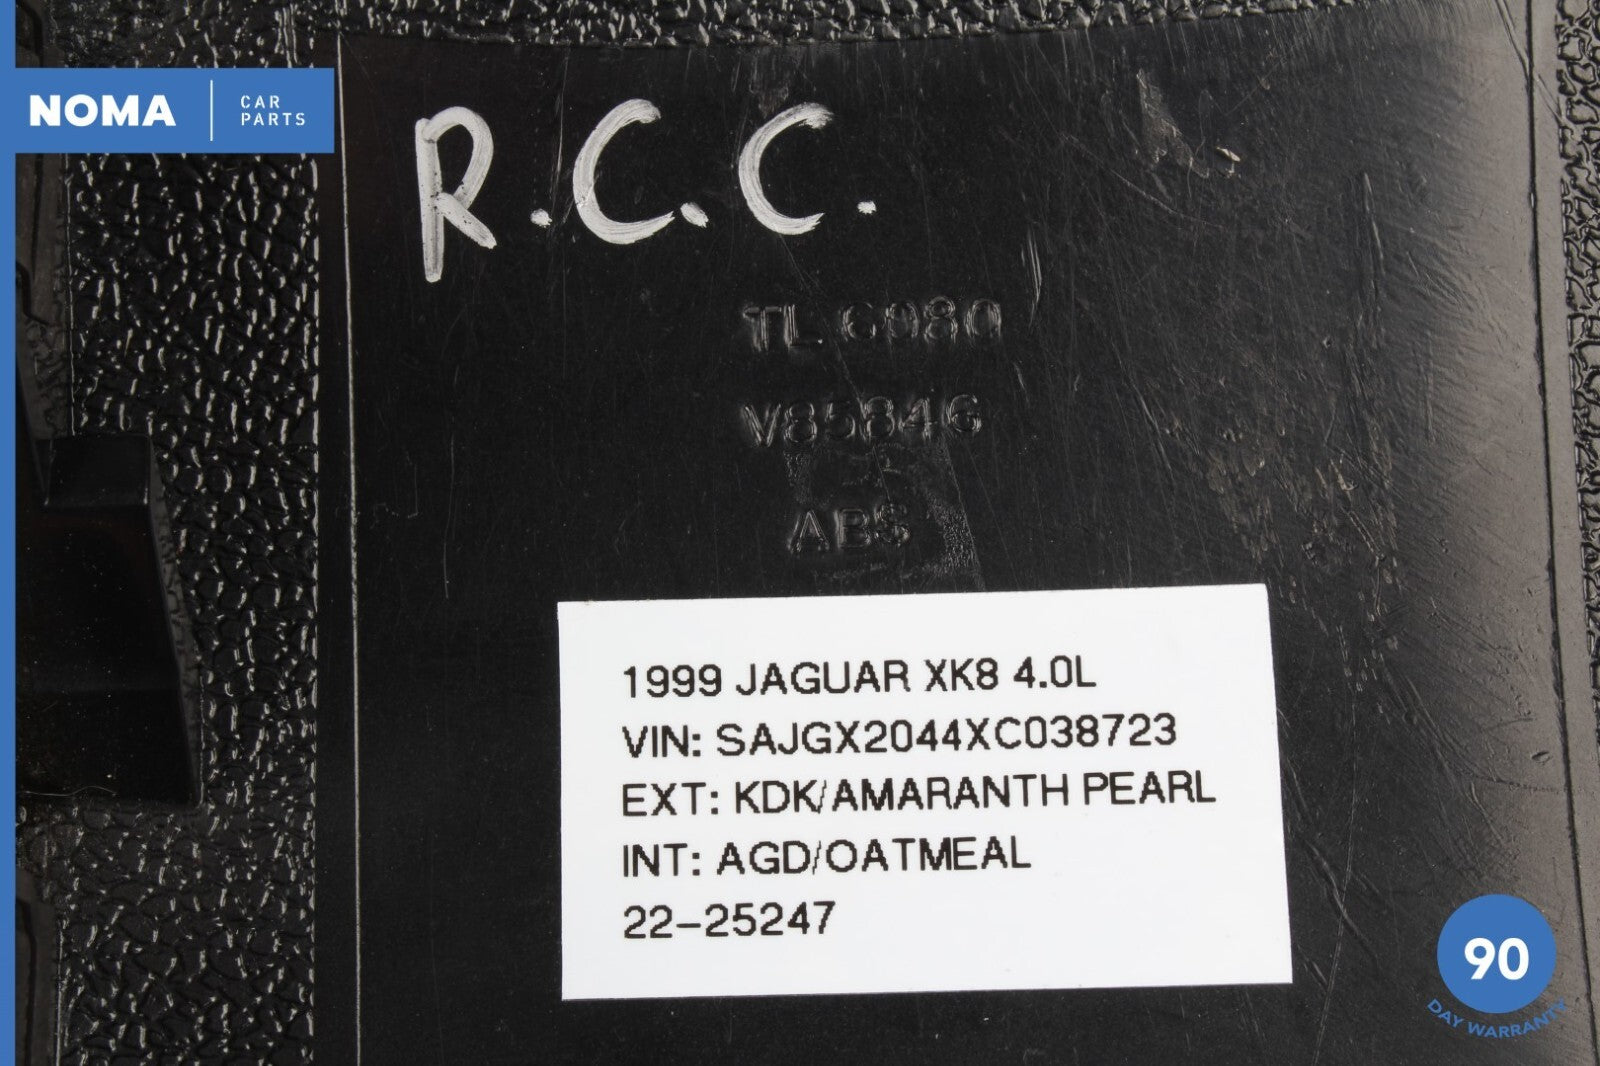 NOMA
CAR
PARTS
R.C.C.
TL 6980
V85846
ABS
1999 JAGUAR XK8 4.0L
VIN: SAJGX2044XC038723
EXT: KDK/AMARANTH PEARL
INT: AGD/OATMEAL
22-25247
90
DAY WARRANTY